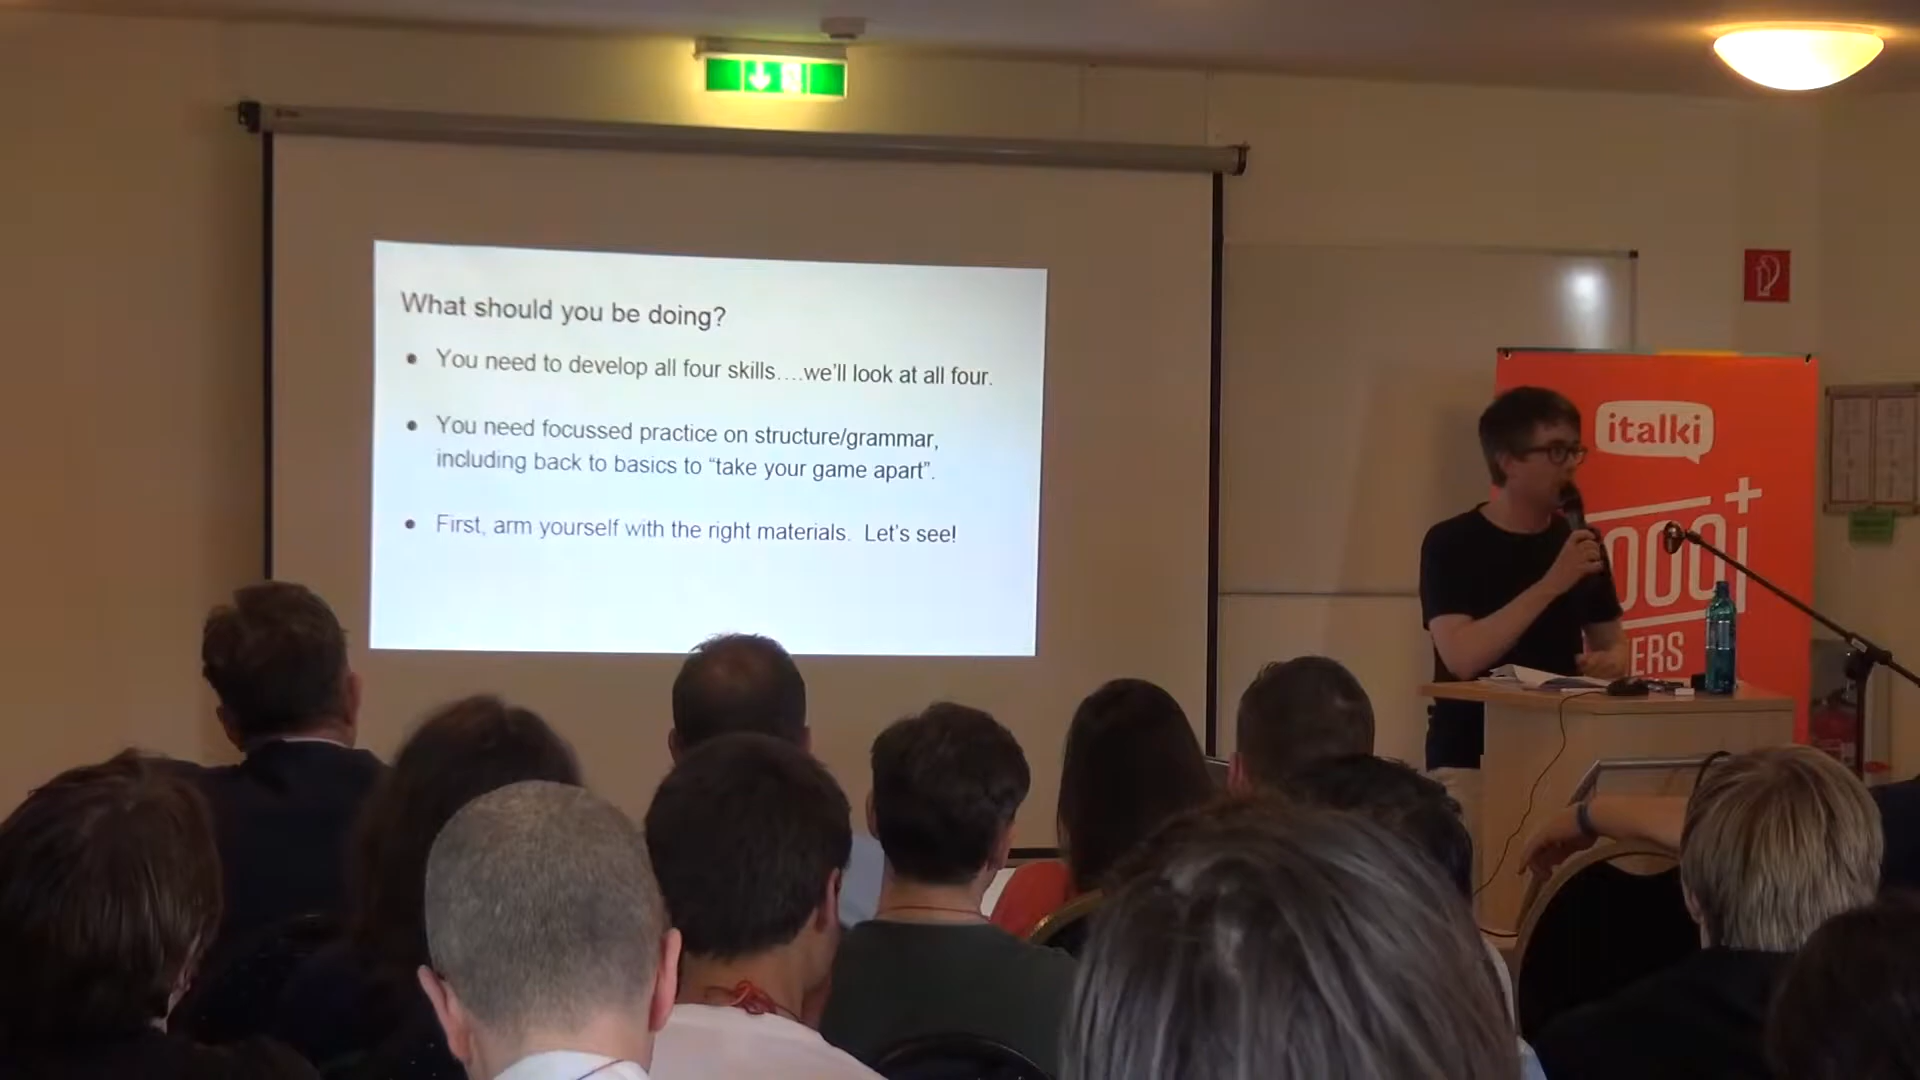 What should you be doing?
● You need to develop all four skills....we'll look at all four.
● You need focussed practice on structure/grammar,
including back to basics to “take your game apart”.
● First, arm yourself with the right materials.  Let's see!
italki
000+
ERS